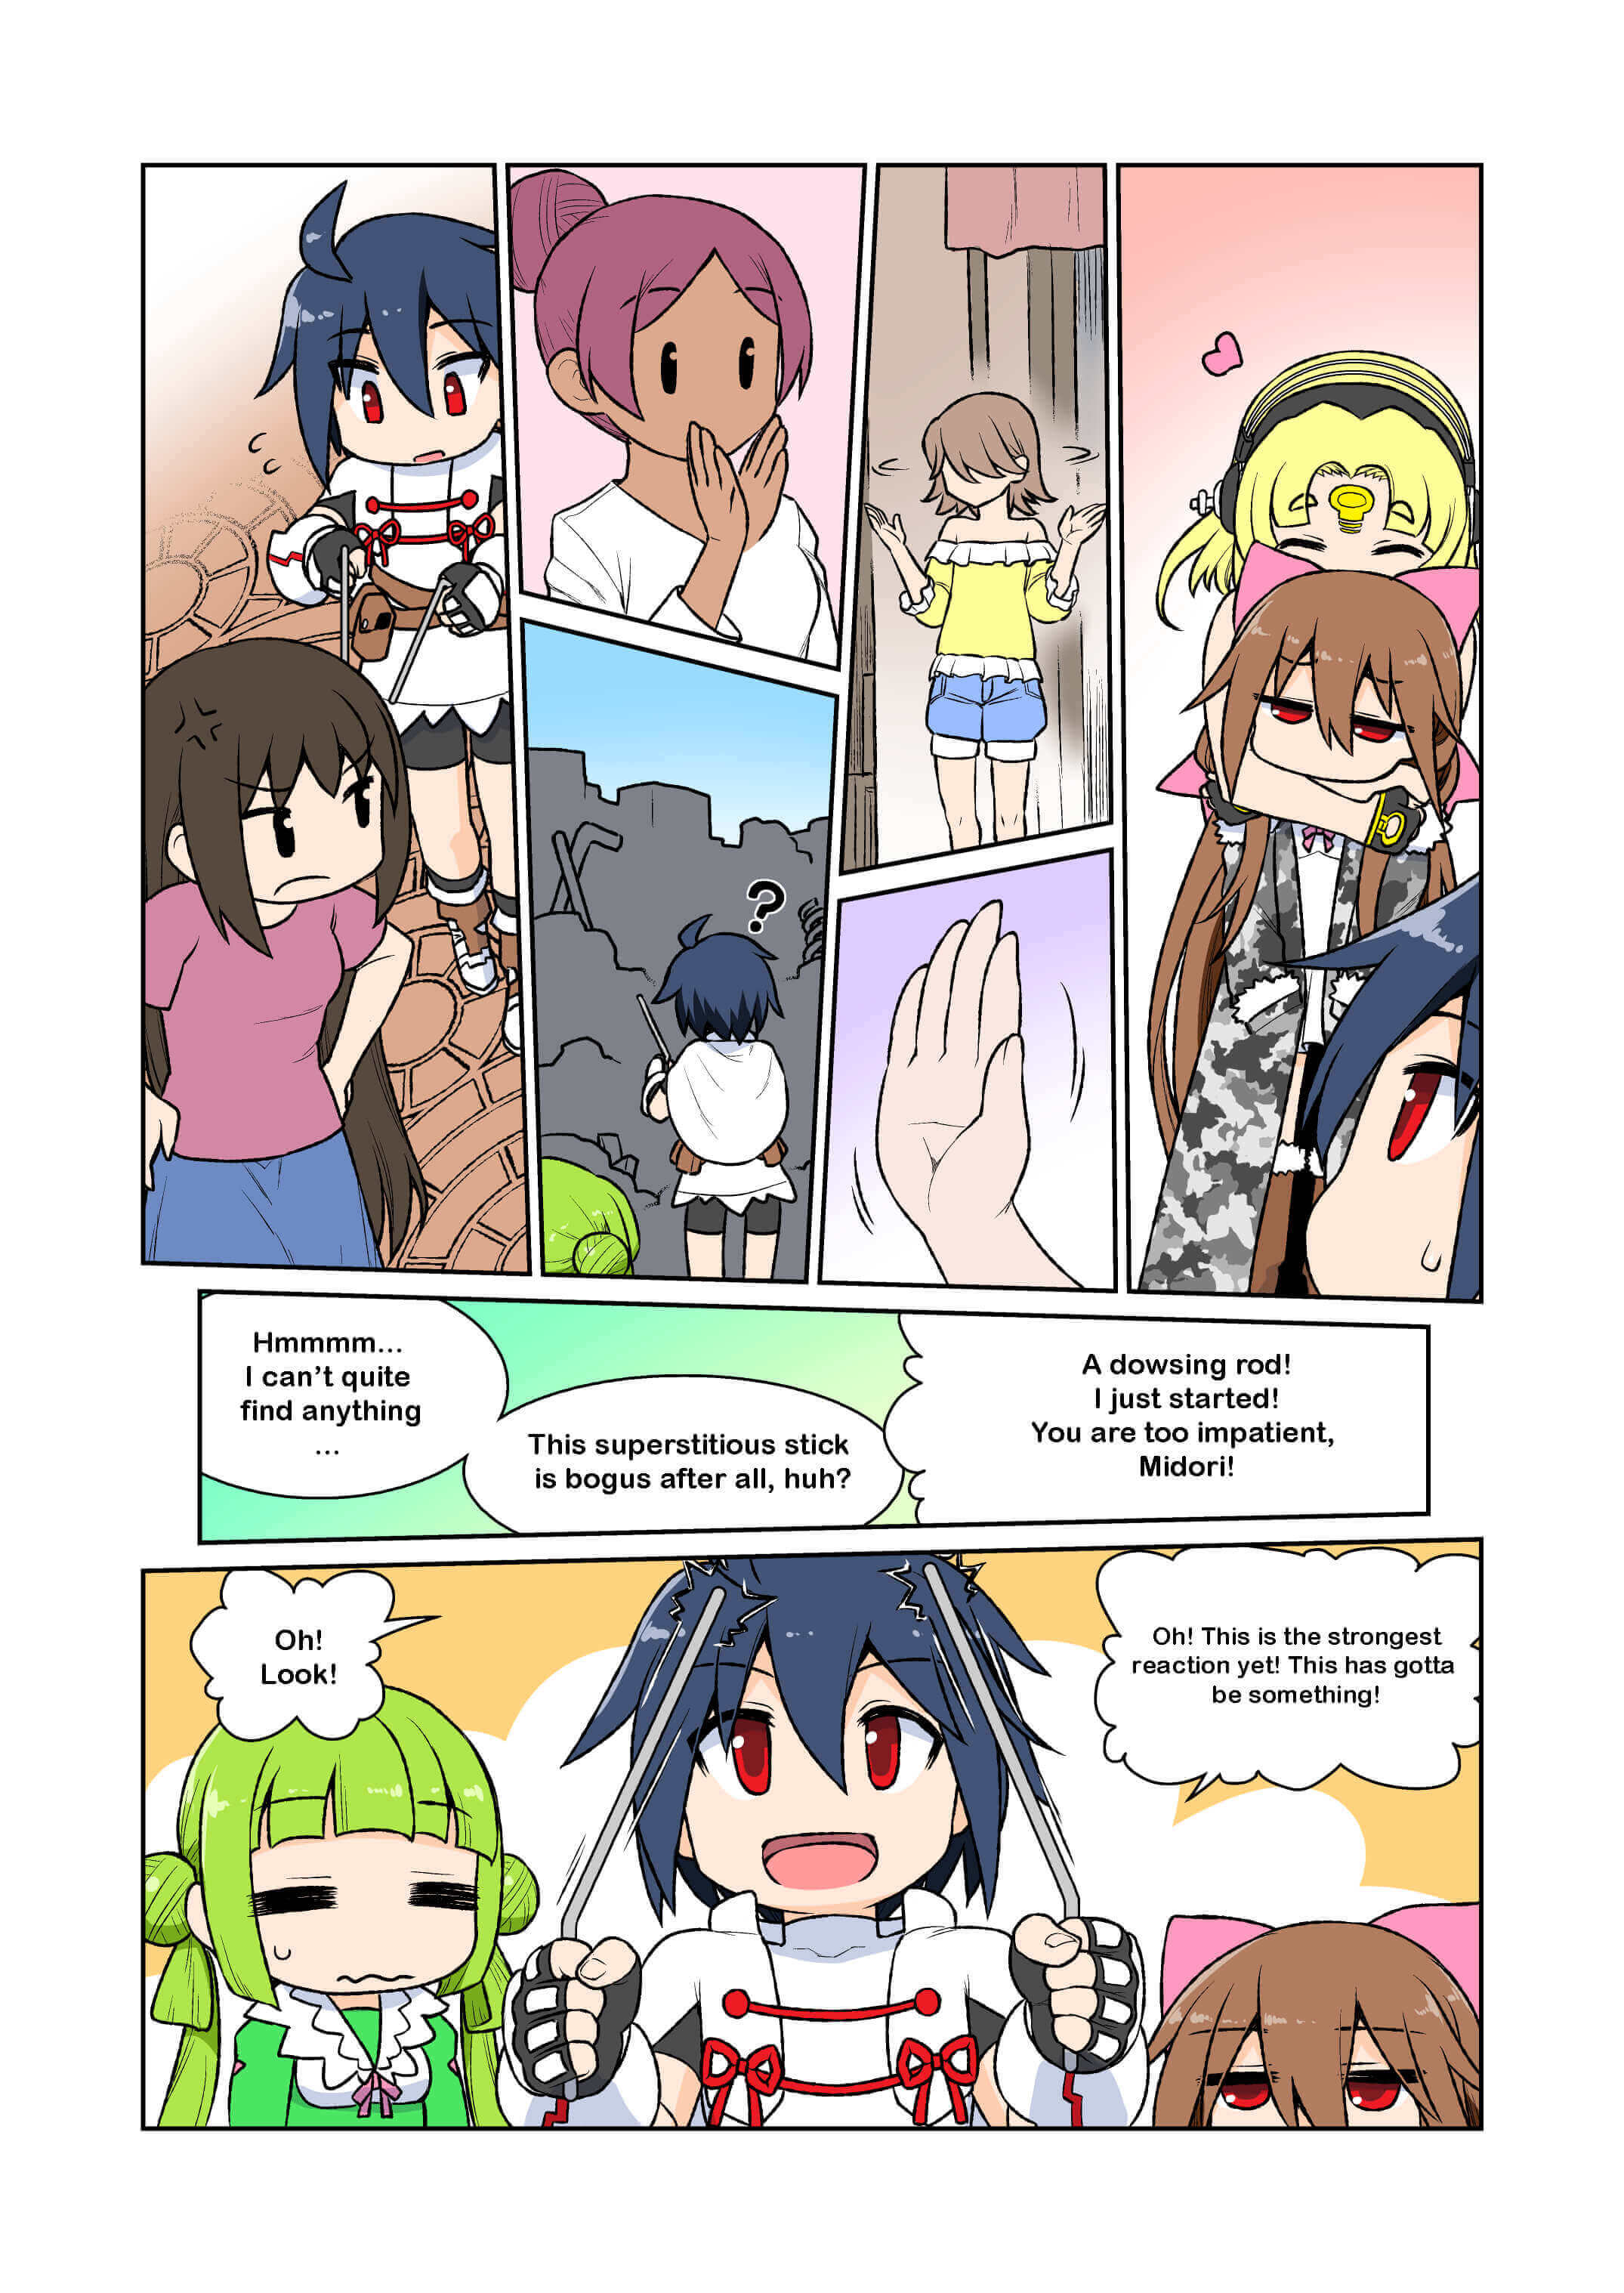 ?
Hmmmm...
I can't quite
find anything
...
This superstitious stick
is bogus after all, huh?
A dowsing rod!
I just started!
You are too impatient,
Midori!
Oh!
Look!
Oh! This is the strongest
reaction yet! This has gotta
be something!